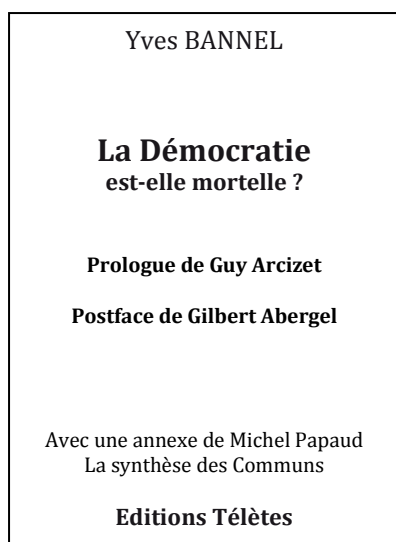 Yves BANNEL
La Démocratie
est-elle mortelle ?
Prologue de Guy Arcizet
Postface de Gilbert Abergel
Avec une annexe de Michel Papaud
La synthèse des Communs
Editions Télètes